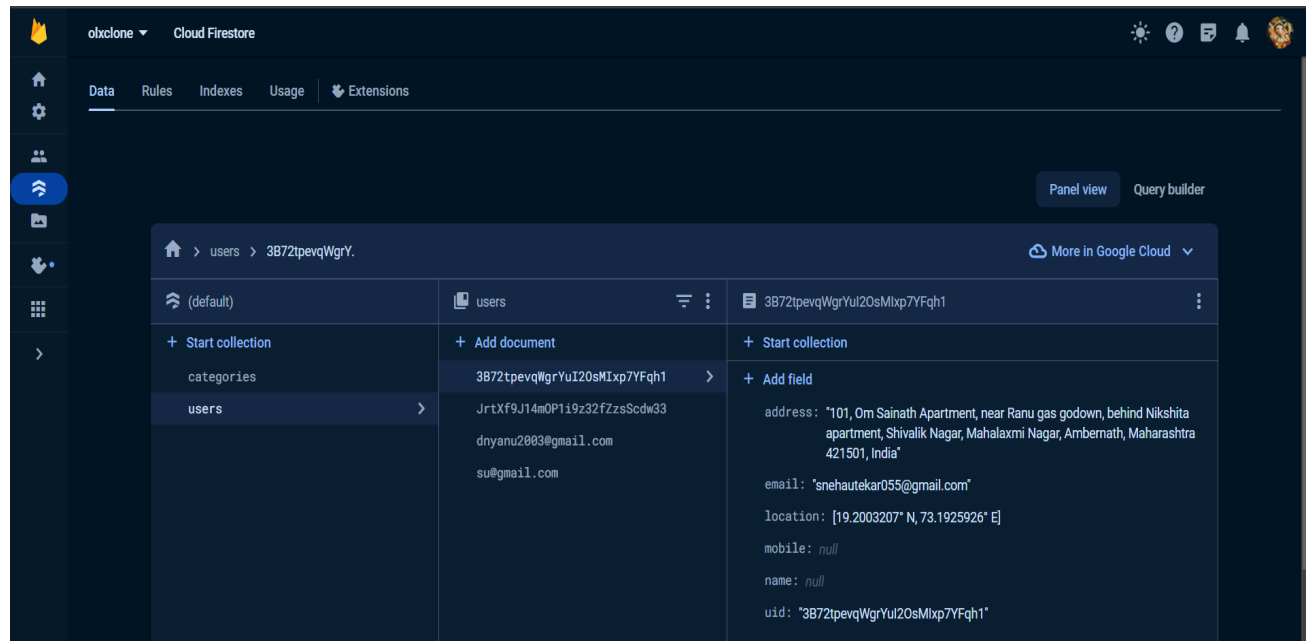 olxclone Cloud Firestore
Data Rules Indexes Usage Extensions
Panel view Query builder
users > 3B72tpevqWgrY.
More in Google Cloud
(default)
users
3B72tpevqWgrYuI2OsMIxp7YFqh1
+ Start collection
+ Add document
+ Start collection
categories
users
3B72tpevqWgrYuI2OsMIxp7YFqh1
JrtXf9J14mOP1i9z32fZzsScdw33
dnyanu2003@gmail.com
su@gmail.com
+ Add field
address: "101, Om Sainath Apartment, near Ranu gas godown, behind Nikshita
apartment, Shivalik Nagar, Mahalaxmi Nagar, Ambernath, Maharashtra
421501, India"
email: "snehautekar055@gmail.com"
location: [19.2003207° N, 73.1925926° E]
mobile: null
name: null
uid: "3B72tpevqWgrYuI2OsMIxp7YFqh1"